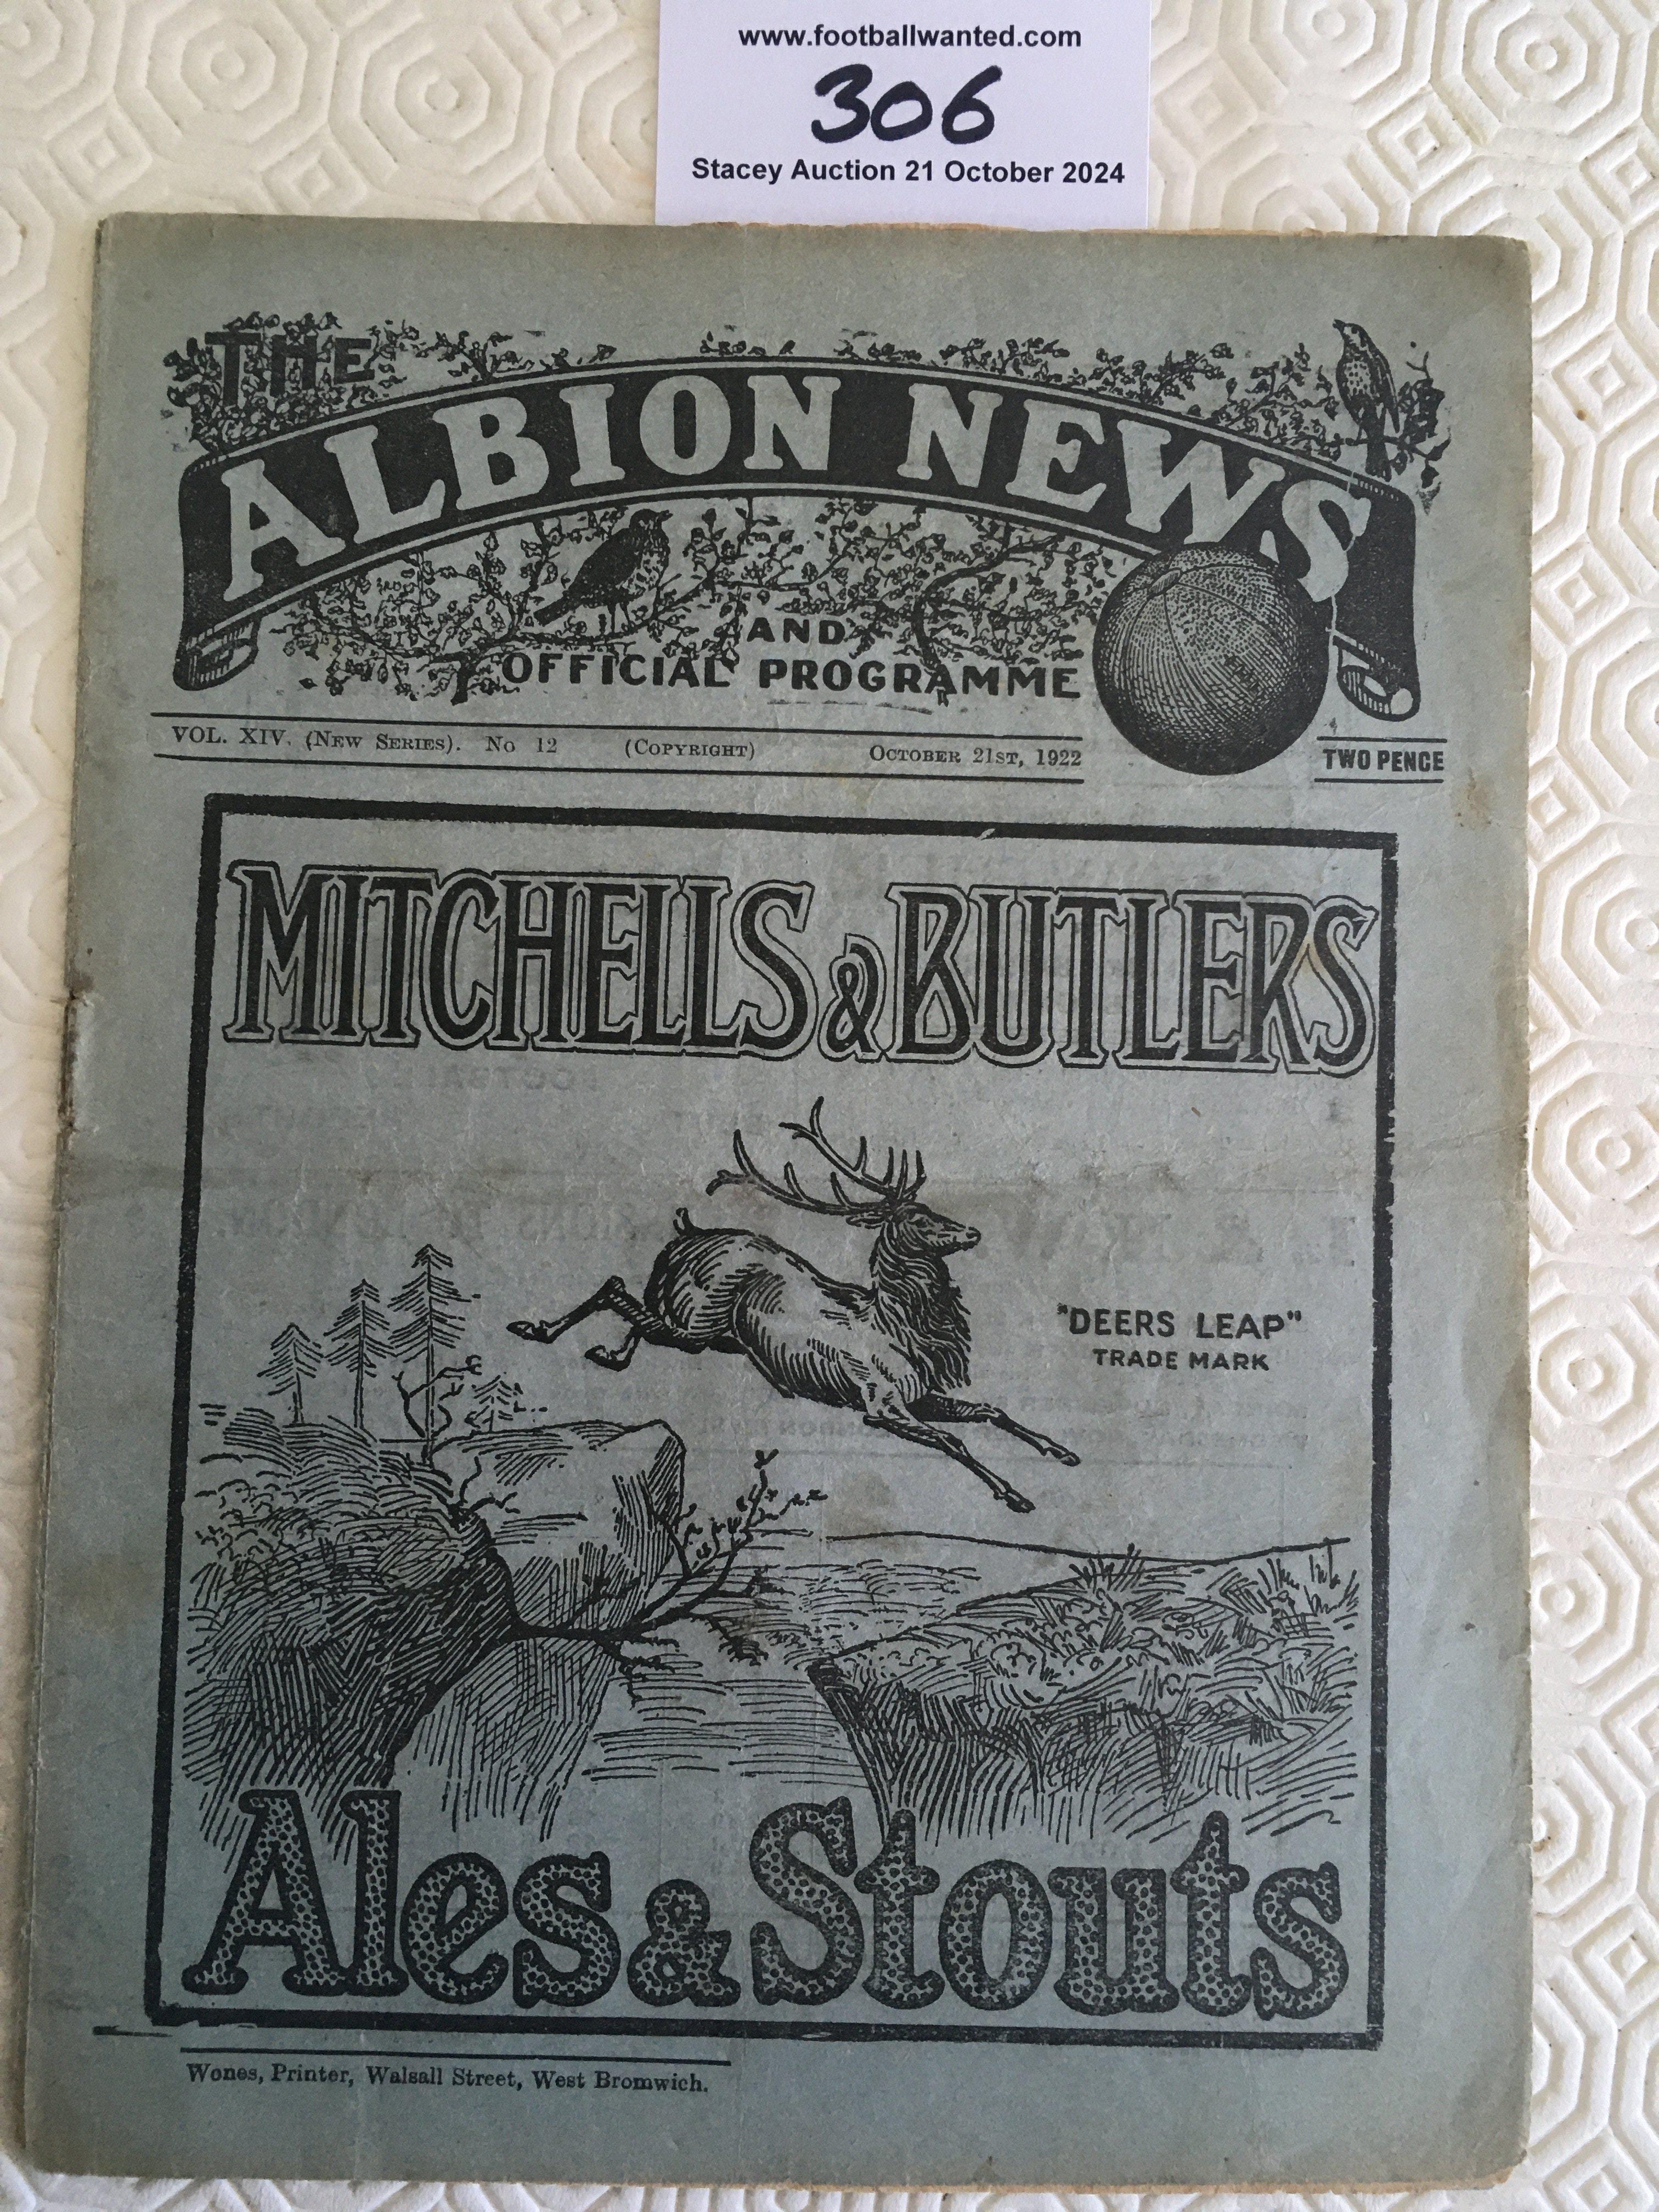 www.footballwanted.com
306
Stacey Auction 21 October 2024
THE
ALBION NEWS
AND
OFFICIAL PROGRAMME
VOL. XIV. (NEW SERIES). No 12 (COPYRIGHT) OCTOBER 21ST, 1922
TWO PENCE
MITCHELLS & BUTLERS
"DEERS LEAP"
TRADE MARK
Ales & Stouts
Wones, Printer, Walsall Street, West Bromwich.